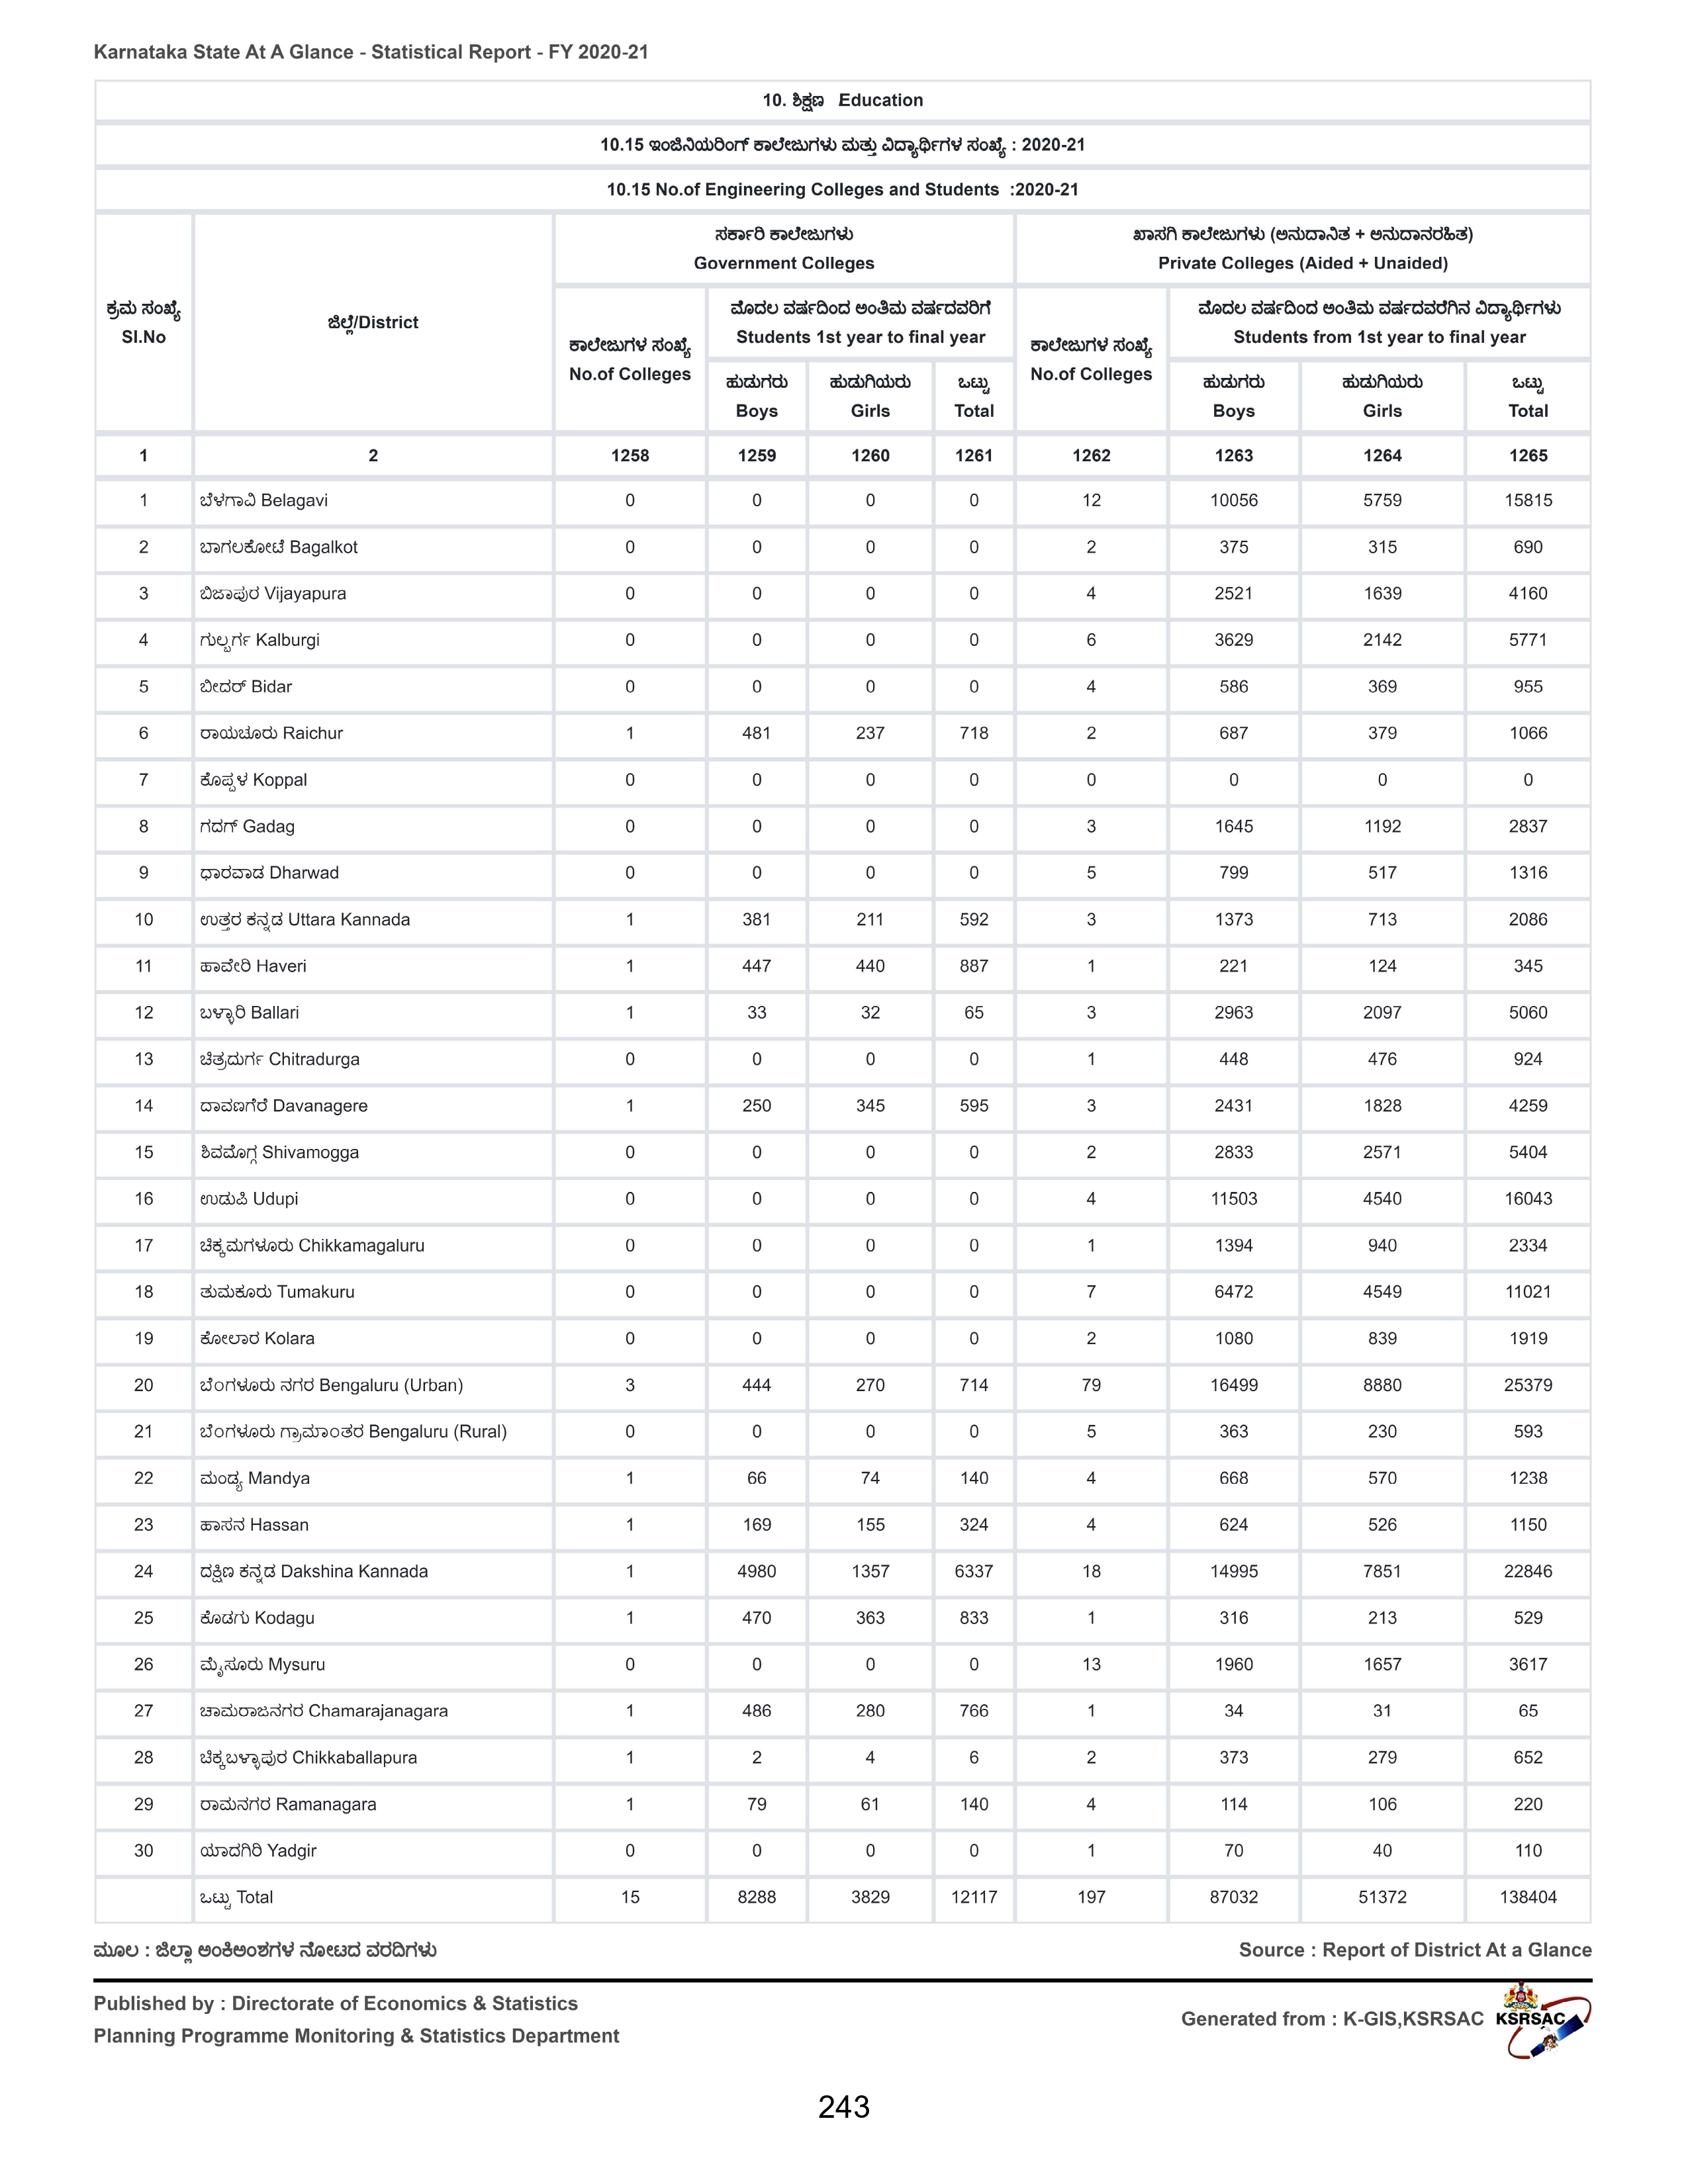 Karnataka State At A Glance - Statistical Report - FY 2020-21
10. ಶಿಕ್ಷಣ Education
10.15 ಇಂಜಿನಿಯರಿಂಗ್ ಕಾಲೇಜುಗಳು ಮತ್ತು ವಿದ್ಯಾರ್ಥಿಗಳ ಸಂಖ್ಯೆ : 2020-21
10.15 No.of Engineering Colleges and Students :2020-21
ಸರ್ಕಾರಿ ಕಾಲೇಜುಗಳು ಖಾಸಗಿ ಕಾಲೇಜುಗಳು (ಅನುದಾನಿತ + ಅನುದಾನರಹಿತ)
Government Colleges Private Colleges (Aided + Unaided)
ಕ್ರಮ ಸಂಖ್ಯೆ ಜಿಲ್ಲೆ/District ಮೊದಲ ವರ್ಷದಿಂದ ಅಂತಿಮ ವರ್ಷದವರಿಗೆ ಮೊದಲ ವರ್ಷದಿಂದ ಅಂತಿಮ ವರ್ಷದವರೆಗಿನ ವಿದ್ಯಾರ್ಥಿಗಳು
Sl.No Students 1st year to final year Students from 1st year to final year
ಕಾಲೇಜುಗಳ ಸಂಖ್ಯೆ ಕಾಲೇಜುಗಳ ಸಂಖ್ಯೆ
No.of Colleges No.of Colleges
ಹುಡುಗರು ಹುಡುಗಿಯರು ಒಟ್ಟು ಹುಡುಗರು ಹುಡುಗಿಯರು ಒಟ್ಟು
Boys Girls Total Boys Girls Total
1 2 1258 1259 1260 1261 1262 1263 1264 1265
1 ಬೆಳಗಾವಿ Belagavi 0 0 0 0 12 10056 5759 15815
2 ಬಾಗಲಕೋಟೆ Bagalkot 0 0 0 0 2 375 315 690
3 ಬಿಜಾಪುರ Vijayapura 0 0 0 0 4 2521 1639 4160
4 ಗುಲ್ಬರ್ಗ Kalburgi 0 0 0 0 6 3629 2142 5771
5 ಬೀದರ್ Bidar 0 0 0 0 4 586 369 955
6 ರಾಯಚೂರು Raichur 1 481 237 718 2 687 379 1066
7 ಕೊಪ್ಪಳ Koppal 0 0 0 0 0 0 0 0
8 ಗದಗ್ Gadag 0 0 0 0 3 1645 1192 2837
9 ಧಾರವಾಡ Dharwad 0 0 0 0 5 799 517 1316
10 ಉತ್ತರ ಕನ್ನಡ Uttara Kannada 1 381 211 592 3 1373 713 2086
11 ಹಾವೇರಿ Haveri 1 447 440 887 1 221 124 345
12 ಬಳ್ಳಾರಿ Ballari 1 33 32 65 3 2963 2097 5060
13 ಚಿತ್ರದುರ್ಗ Chitradurga 0 0 0 0 1 448 476 924
14 ದಾವಣಗೆರೆ Davanagere 1 250 345 595 3 2431 1828 4259
15 ಶಿವಮೊಗ್ಗ Shivamogga 0 0 0 0 2 2833 2571 5404
16 ಉಡುಪಿ Udupi 0 0 0 0 4 11503 4540 16043
17 ಚಿಕ್ಕಮಗಳೂರು Chikkamagaluru 0 0 0 0 1 1394 940 2334
18 ತುಮಕೂರು Tumakuru 0 0 0 0 7 6472 4549 11021
19 ಕೋಲಾರ Kolara 0 0 0 0 2 1080 839 1919
20 ಬೆಂಗಳೂರು ನಗರ Bengaluru (Urban) 3 444 270 714 79 16499 8880 25379
21 ಬೆಂಗಳೂರು ಗ್ರಾಮಾಂತರ Bengaluru (Rural) 0 0 0 0 5 363 230 593
22 ಮಂಡ್ಯ Mandya 1 66 74 140 4 668 570 1238
23 ಹಾಸನ Hassan 1 169 155 324 4 624 526 1150
24 ದಕ್ಷಿಣ ಕನ್ನಡ Dakshina Kannada 1 4980 1357 6337 18 14995 7851 22846
25 ಕೊಡಗು Kodagu 1 470 363 833 1 316 213 529
26 ಮೈಸೂರು Mysuru 0 0 0 0 13 1960 1657 3617
27 ಚಾಮರಾಜನಗರ Chamarajanagara 1 486 280 766 1 34 31 65
28 ಚಿಕ್ಕಬಳ್ಳಾಪುರ Chikkaballapura 1 2 4 6 2 373 279 652
29 ರಾಮನಗರ Ramanagara 1 79 61 140 4 114 106 220
30 ಯಾದಗಿರಿ Yadgir 0 0 0 0 1 70 40 110
ಒಟ್ಟು Total 15 8288 3829 12117 197 87032 51372 138404
ಮೂಲ : ಜಿಲ್ಲಾ ಅಂಕಿಅಂಶಗಳ ನೋಟದ ವರದಿಗಳು Source : Report of District At a Glance
Published by : Directorate of Economics & Statistics
Planning Programme Monitoring & Statistics Department
Generated from : K-GIS,KSRSAC KSRSAC
243